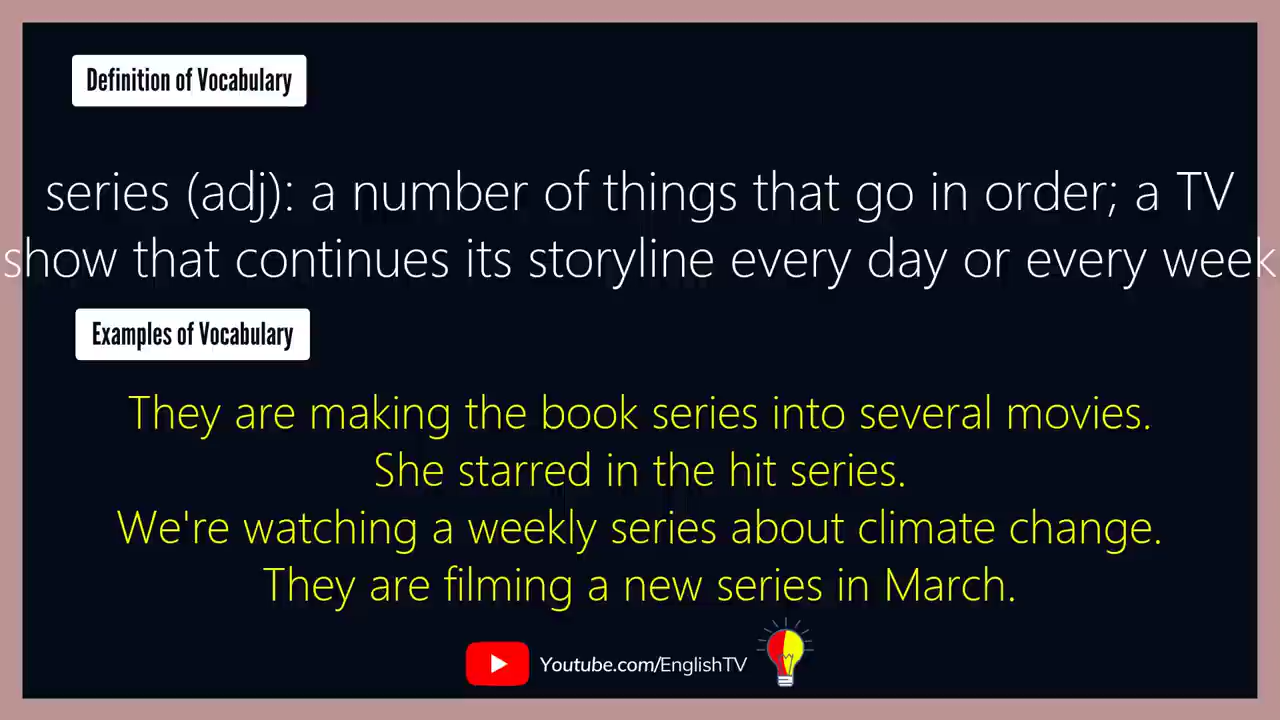 Definition of Vocabulary
series (adj): a number of things that go in order; a TV
show that continues its storyline every day or every week
Examples of Vocabulary
They are making the book series into several movies.
She starred in the hit series.
We're watching a weekly series about climate change.
They are filming a new series in March.
Youtube.com/EnglishTV